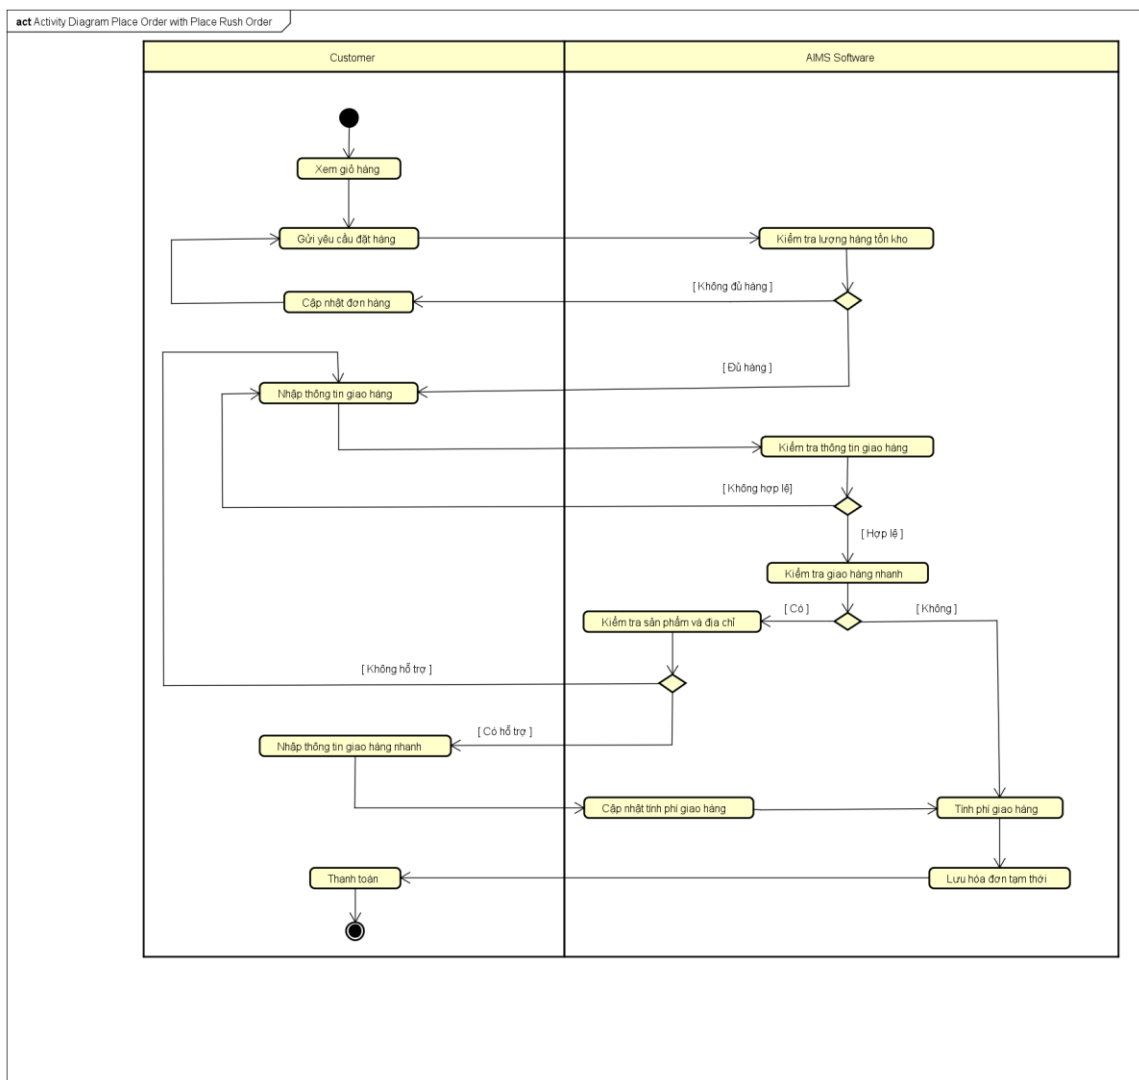 act Activity Diagram Place Order with Place Rush Order
Customer
AIMS Software
Xem giỏ hàng
Gửi yêu cầu đặt hàng
Kiểm tra lượng hàng tồn kho
[ Không đủ hàng ]
Cập nhật đơn hàng
[ Đủ hàng ]
Nhập thông tin giao hàng
Kiểm tra thông tin giao hàng
[ Không hợp lệ]
[ Hợp lệ ]
Kiểm tra giao hàng nhanh
[ Có ]
[ Không ]
Kiểm tra sản phẩm và địa chỉ
[ Không hỗ trợ ]
[ Có hỗ trợ ]
Nhập thông tin giao hàng nhanh
Cập nhật tính phí giao hàng
Tính phí giao hàng
Thanh toán
Lưu hóa đơn tạm thời